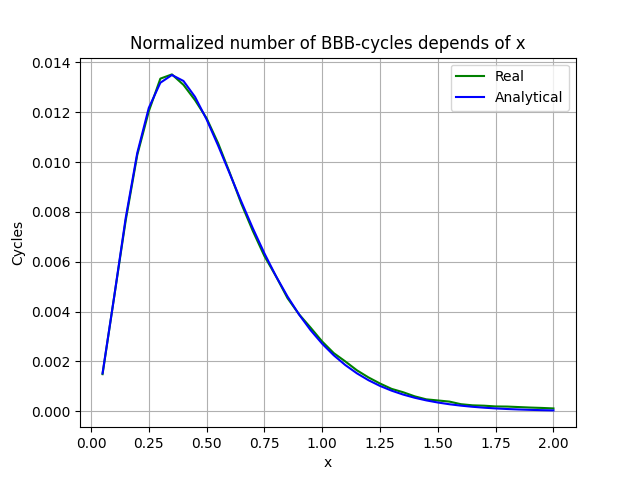 Normalized number of BBB-cycles depends of x
Real
Analytical
Cycles
0.014
0.012
0.010
0.008
0.006
0.004
0.002
0.000
0.00 0.25 0.50 0.75 1.00 1.25 1.50 1.75 2.00
x